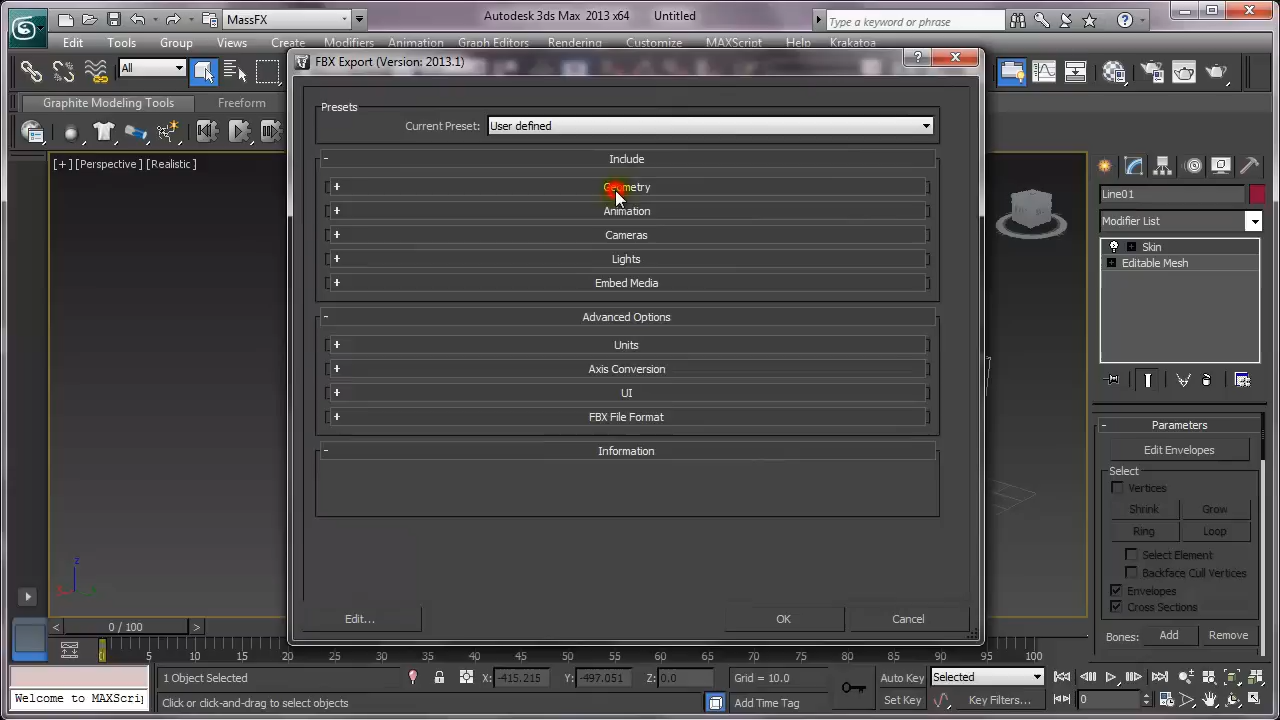 MassFX
Autodesk 3ds Max 2013 x64 Untitled
Type a keyword or phrase
Edit Tools Group Views Create Modifiers Animation Graph Editors Rendering Customize MAXScript Help Krakatoa
All
Graphite Modeling Tools Freeform
[+] [Perspective] [Realistic]
FBX Export (Version: 2013.1)
Presets
Current Preset: User defined
- Include
+ Geometry
+ Animation
+ Cameras
+ Lights
+ Embed Media
- Advanced Options
+ Units
+ Axis Conversion
+ UI
+ FBX File Format
- Information
Edit... OK Cancel
Line01
Modifier List
Skin
Editable Mesh
- Parameters
Edit Envelopes
Select
Vertices
Shrink Grow
Ring Loop
Select Element
Backface Cull Vertices
Envelopes
Cross Sections
Bones: Add Remove
z
< 0 / 100 >
0 5 10 15 20 25 30 35 40 45 50 55 60 65 70 75 80 85 90 95 100
1 Object Selected X: -415.215 Y: -497.051 Z: 0.0 Grid = 10.0 Auto Key Selected
Welcome to MAXScrip Click or click-and-drag to select objects Add Time Tag Set Key Key Filters... 0